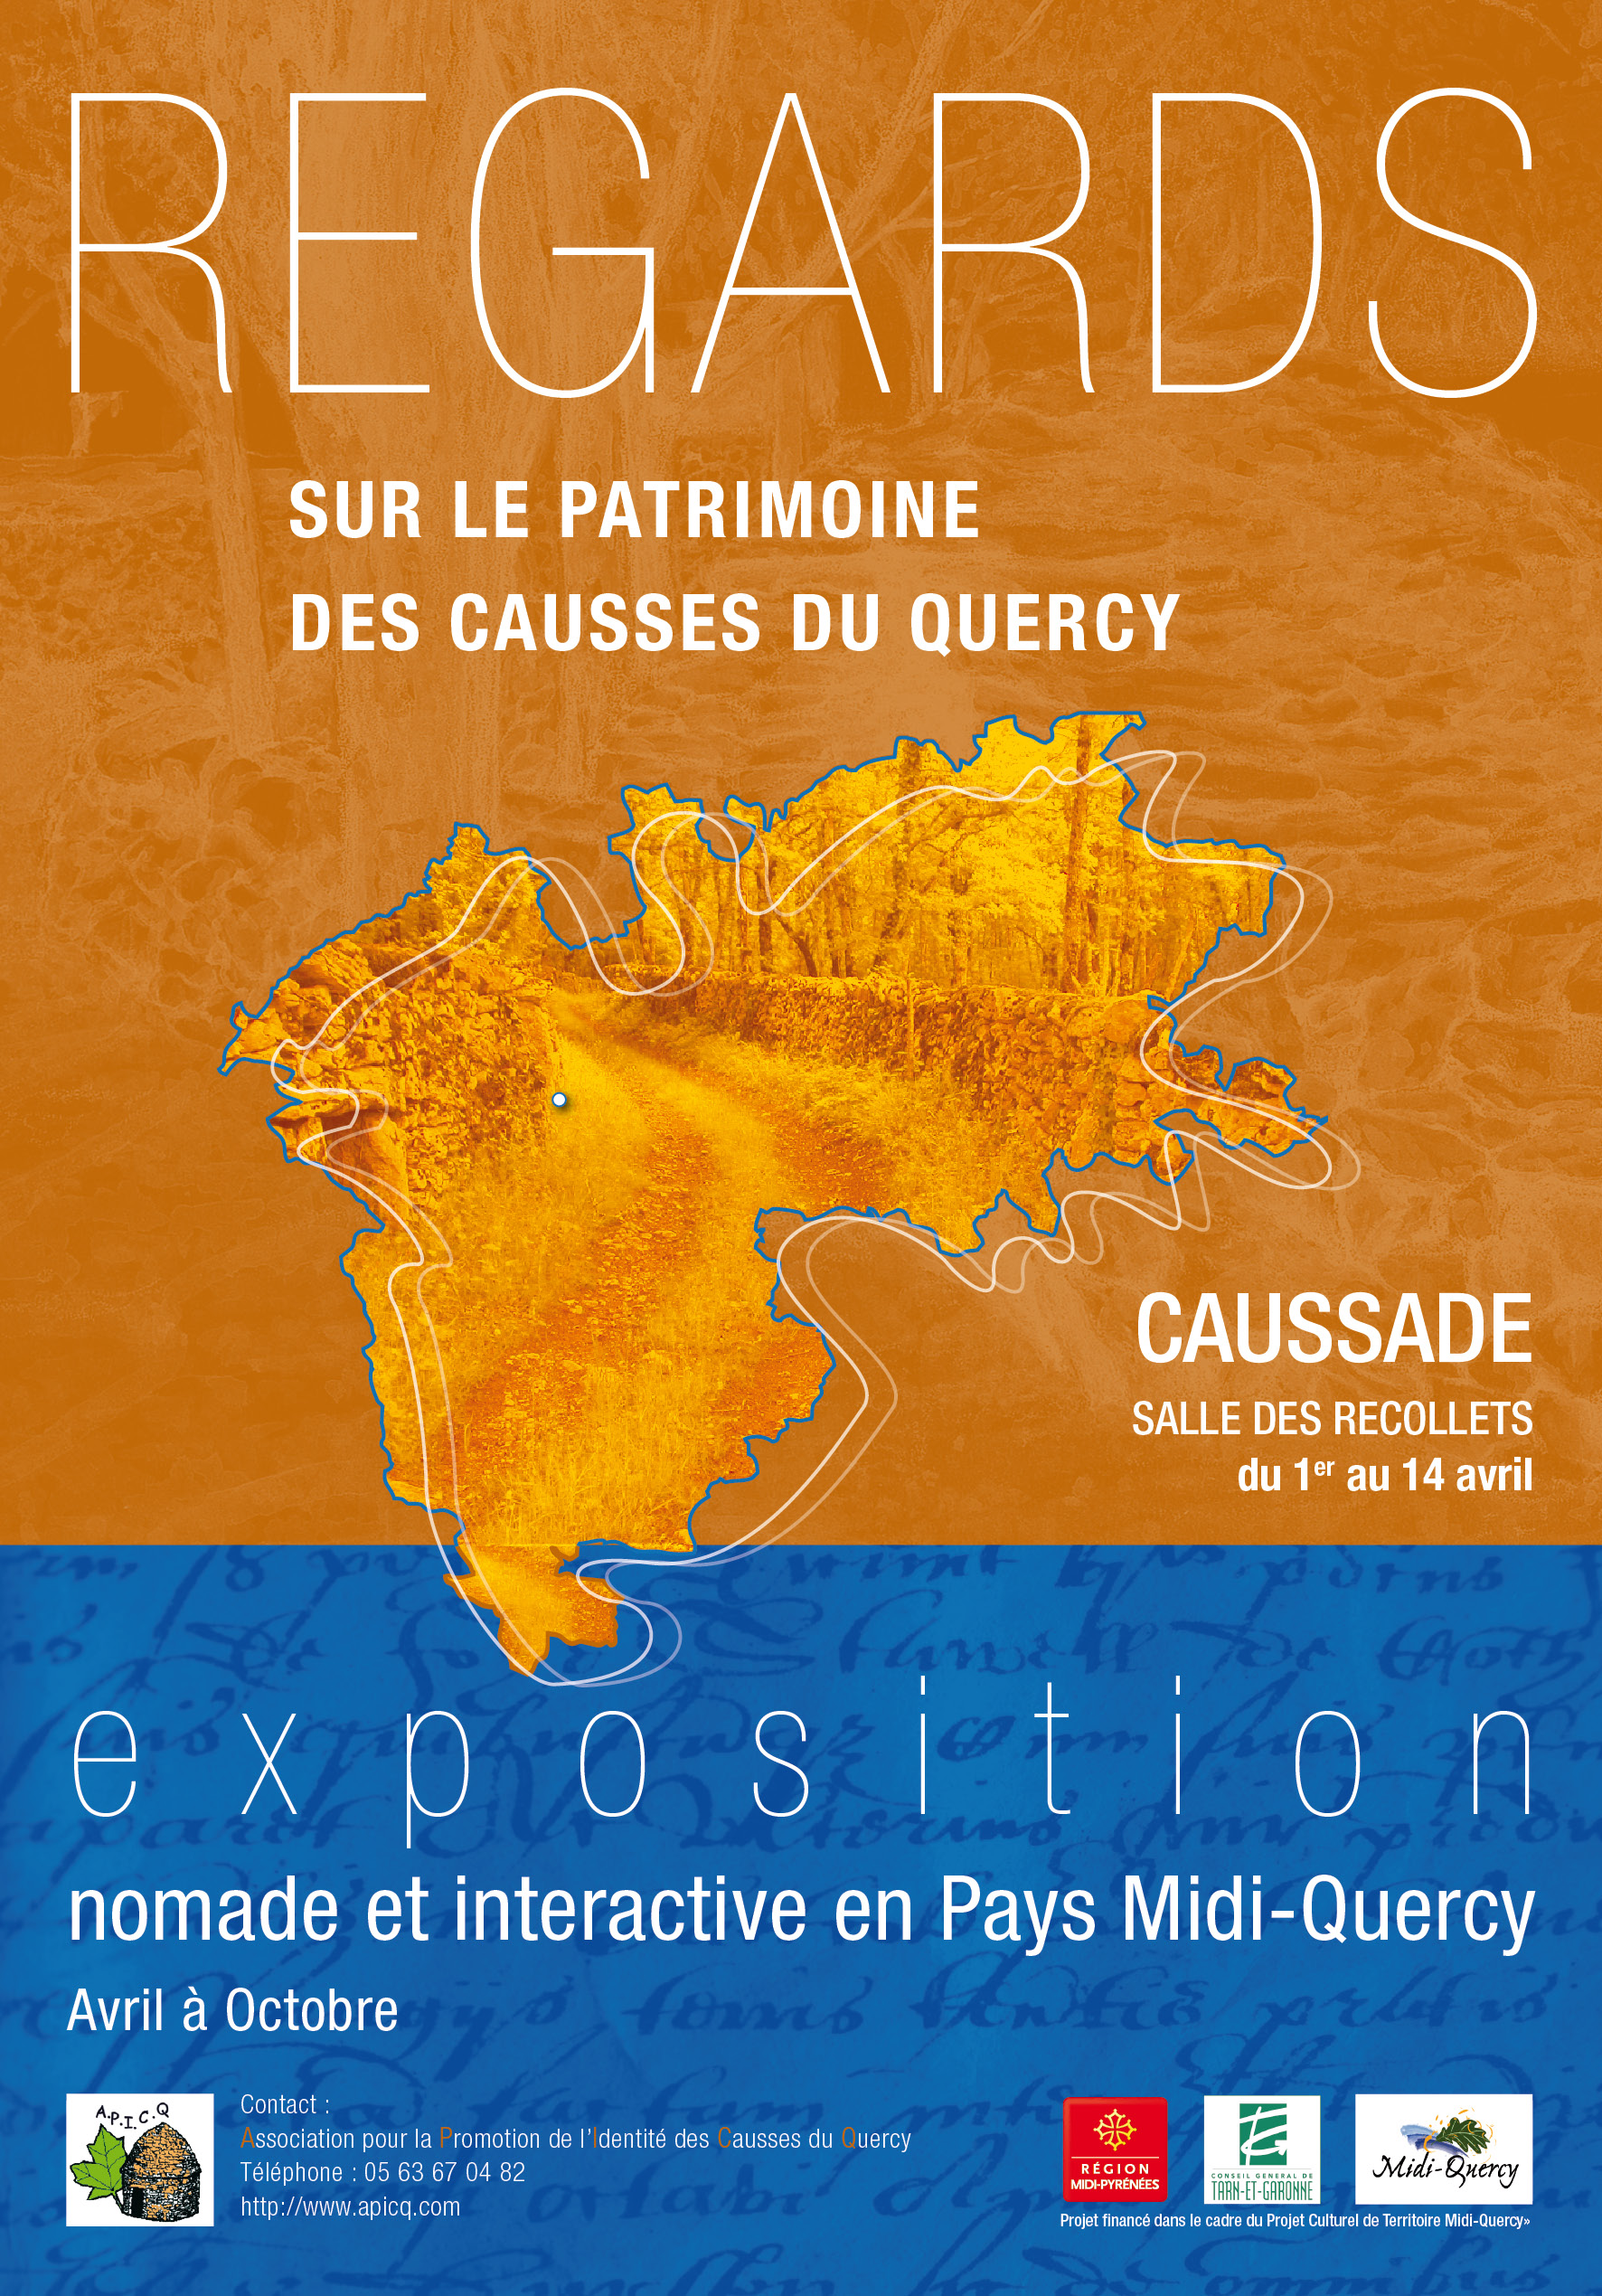 REGARDS
SUR LE PATRIMOINE
DES CAUSSES DU QUERCY
CAUSSADE
SALLE DES RECOLLETS
du 1er au 14 avril
exposition
nomade et interactive en Pays Midi-Quercy
Avril à Octobre
A.P.I.C.Q
Contact :
Association pour la Promotion de l'Identité des Causses du Quercy
Téléphone : 05 63 67 04 82
http://www.apicq.com
RÉGION
MIDI-PYRÉNÉES
CONSEIL GENERAL DE
TARN-ET-GARONNE
Midi-Quercy
Projet financé dans le cadre du Projet Culturel de Territoire Midi-Quercy»